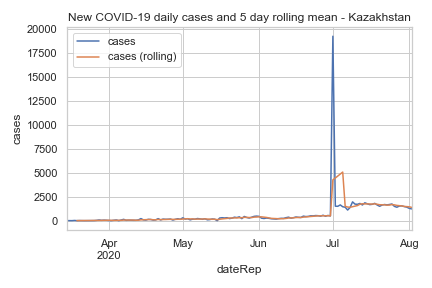 New COVID-19 daily cases and 5 day rolling mean - Kazakhstan
cases
cases (rolling)
20000
17500
15000
12500
10000
7500
5000
2500
0
cases
Apr
2020
May
Jun
Jul
Aug
dateRep